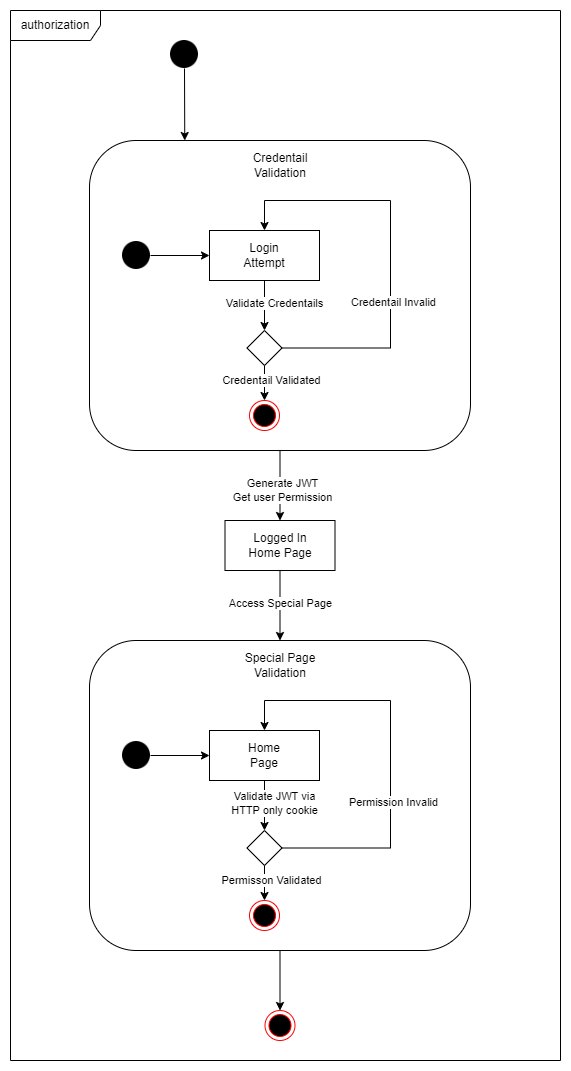 authorization
Credentail
Validation
Login
Attempt
Validate Credentails
Credentail Invalid
Credentail Validated
Generate JWT
Get user Permission
Logged In
Home Page
Access Special Page
Special Page
Validation
Home
Page
Validate JWT via
HTTP only cookie
Permission Invalid
Permisson Validated